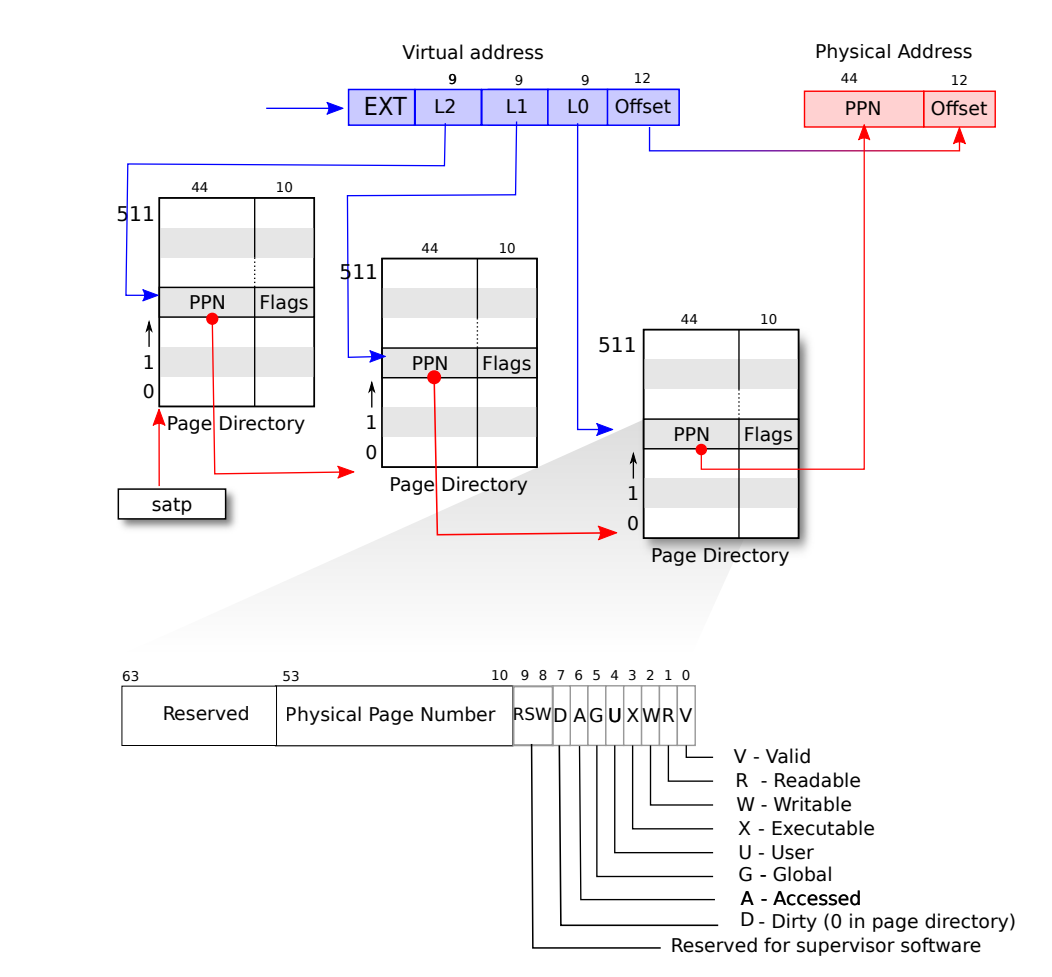 Virtual address
Physical Address
9 9 9 12
44 12
EXT L2 L1 L0 Offset
PPN Offset
44 10
511
PPN Flags
1
0
Page Directory
satp
44 10
511
PPN Flags
1
0
Page Directory
44 10
511
PPN Flags
1
0
Page Directory
63 53 10 9 8 7 6 5 4 3 2 1 0
Reserved Physical Page Number RSW D A G U X W R V
V - Valid
R - Readable
W - Writable
X - Executable
U - User
G - Global
A - Accessed
D - Dirty (0 in page directory)
Reserved for supervisor software